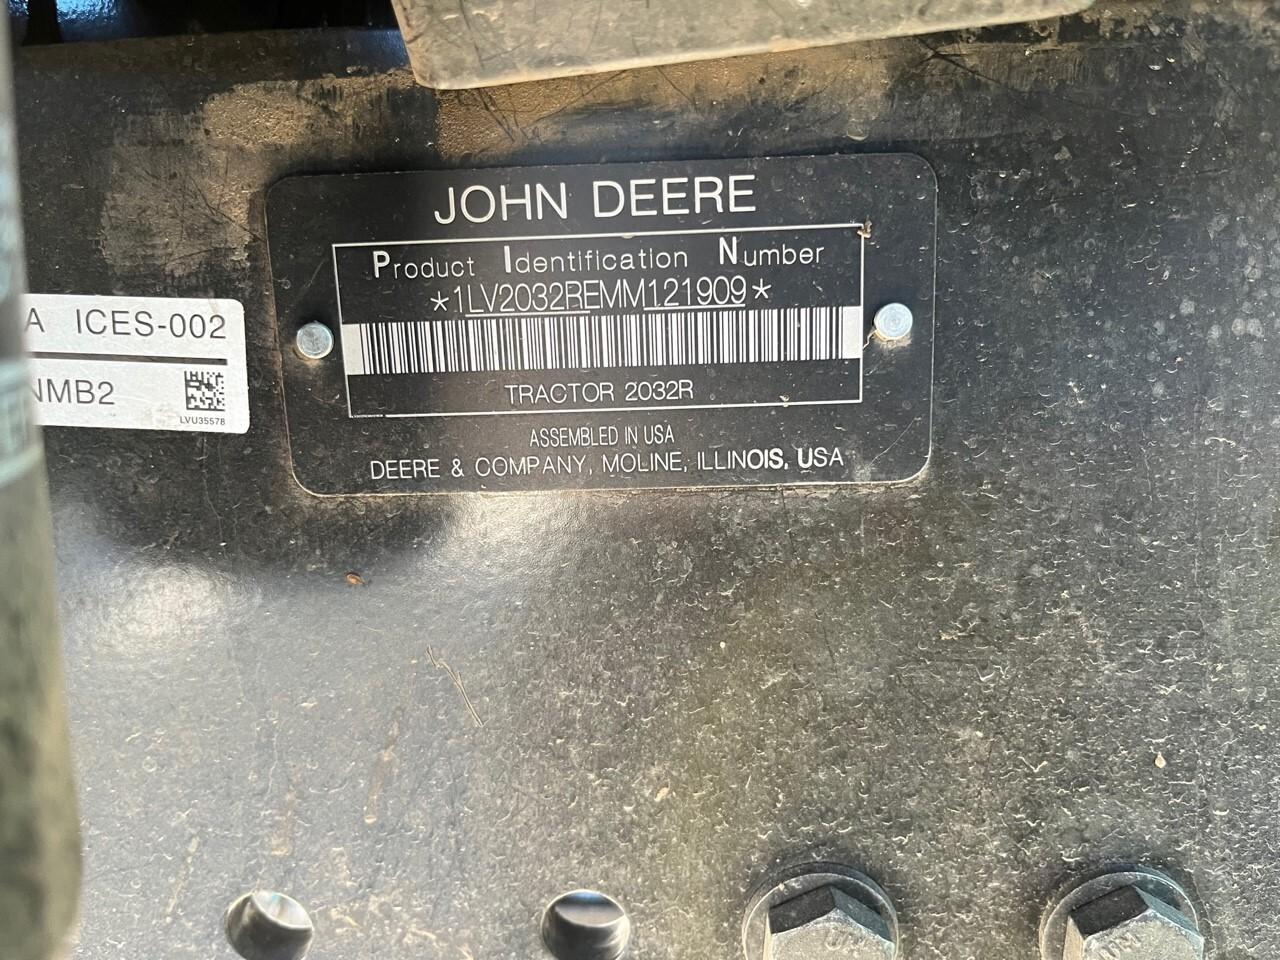 JOHN DEERE
Product Identification Number
*1LV2032REMM121909*
TRACTOR 2032R
ASSEMBLED IN USA
DEERE & COMPANY, MOLINE, ILLINOIS, USA
A ICES-002
NMB2
LVU35578